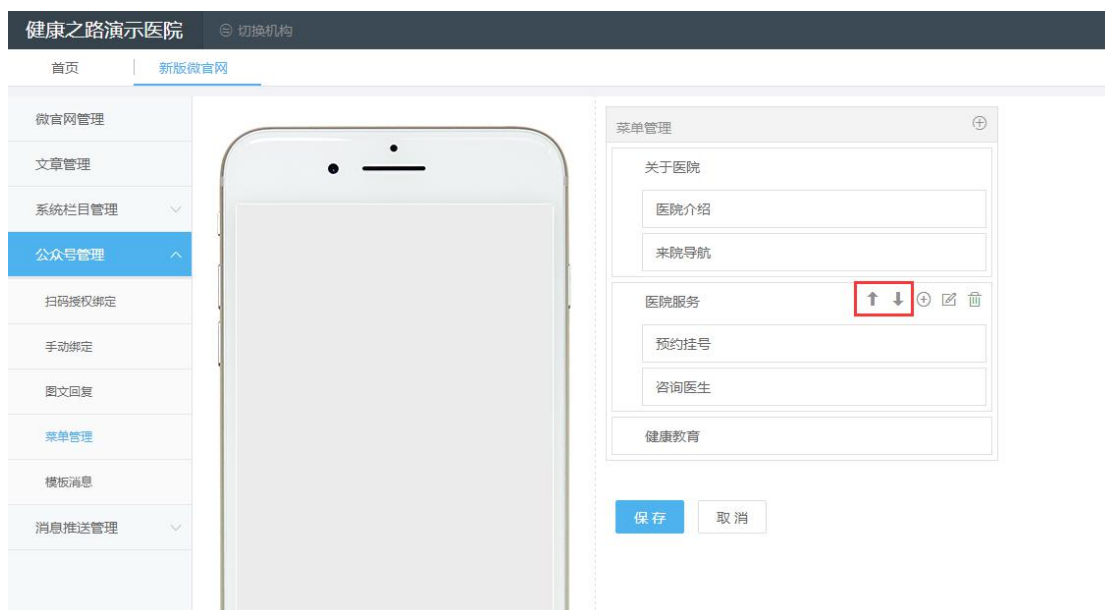 健康之路演示医院 切换机构
首页 新版微官网
微官网管理
文章管理
系统栏目管理
公众号管理
扫码授权绑定
手动绑定
图文回复
菜单管理
模板消息
消息推送管理
菜单管理
关于医院
医院介绍
来院导航
医院服务
预约挂号
咨询医生
健康教育
保存 取消